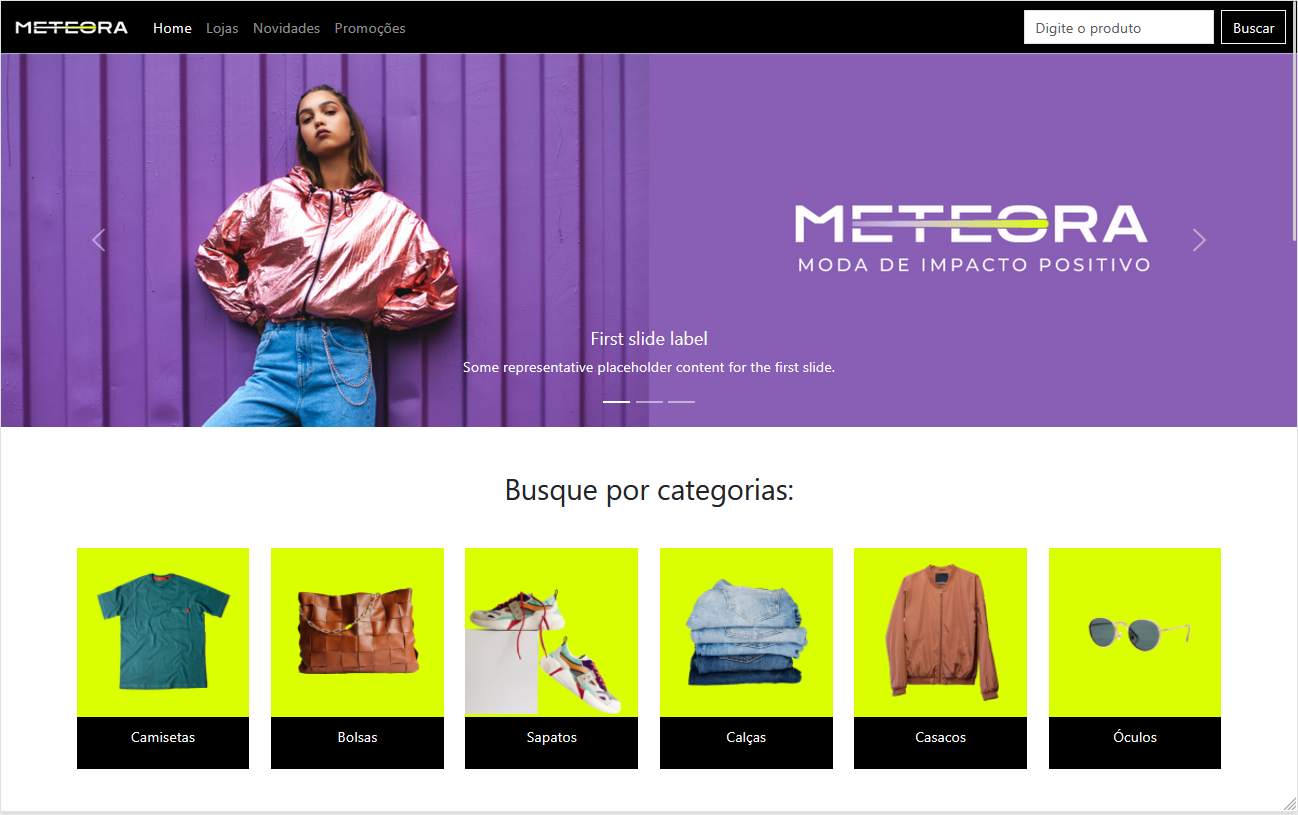 METEORA Home Lojas Novidades Promoções Digite o produto Buscar
METEORA
MODA DE IMPACTO POSITIVO
First slide label
Some representative placeholder content for the first slide.
Busque por categorias:
Camisetas Bolsas Sapatos Calças Casacos Óculos